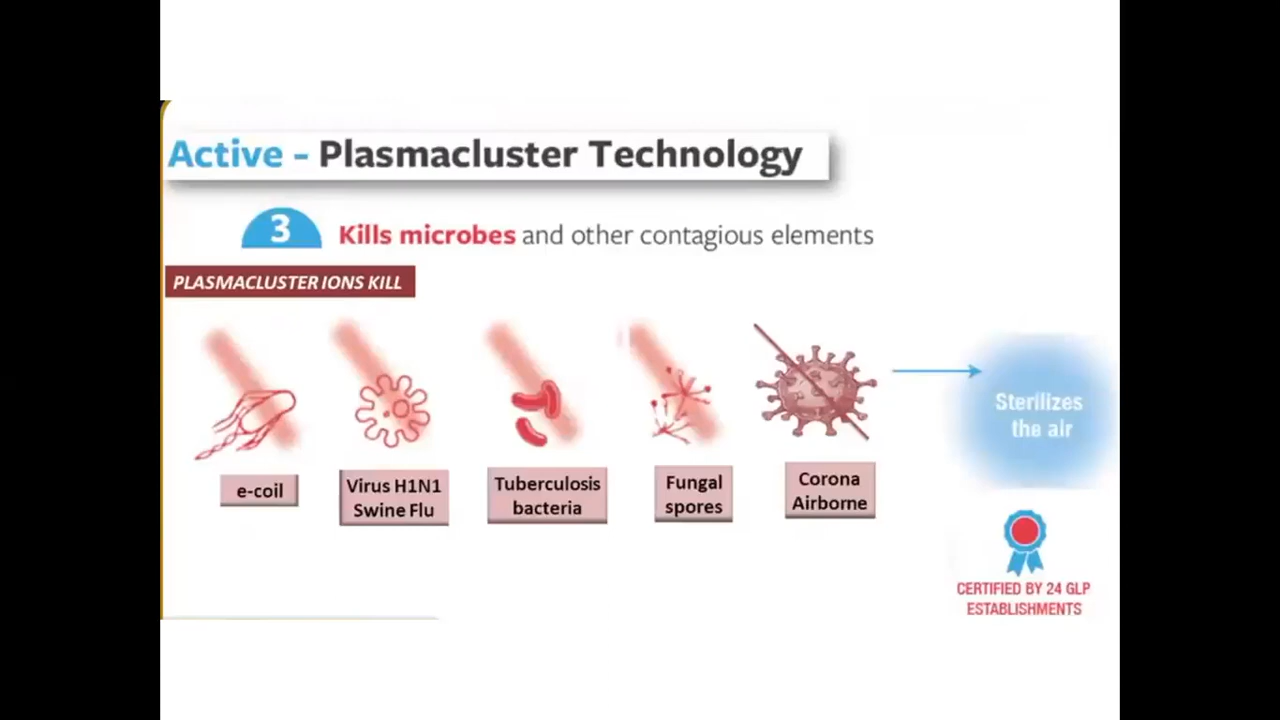 Active - Plasmacluster Technology
3
Kills microbes and other contagious elements
PLASMACLUSTER IONS KILL
e-coil
Virus H1N1
Swine Flu
Tuberculosis
bacteria
Fungal
spores
Corona
Airborne
Sterilizes
the air
CERTIFIED BY 24 GLP
ESTABLISHMENTS